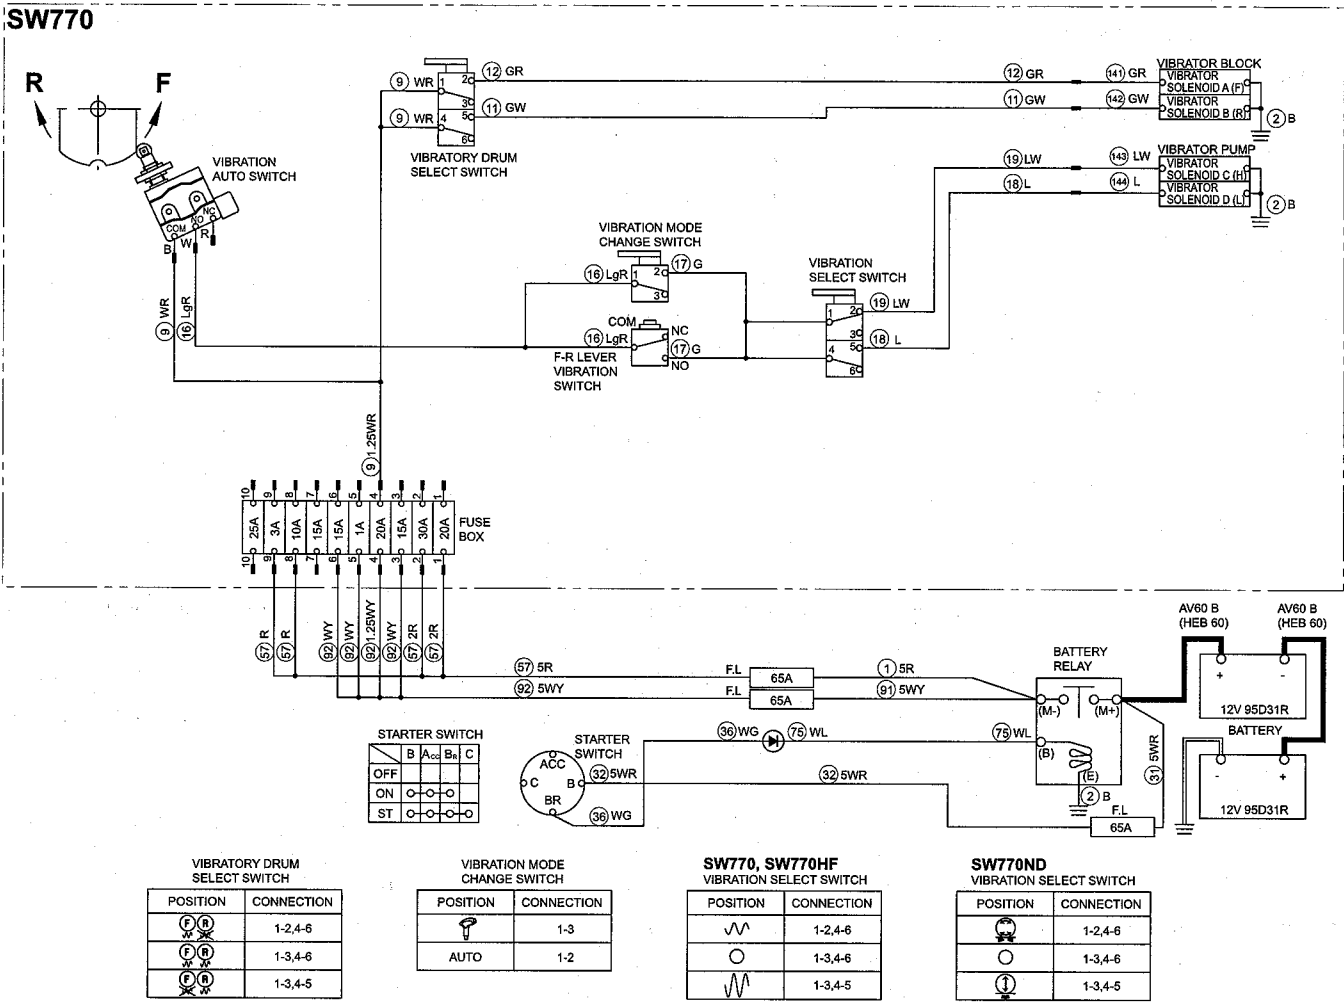 SW770
R F
VIBRATION
AUTO SWITCH
COM NO NC
B W R
9 WR
16 LgR
9 WR
9 WR
1 2
3
4 5
6
VIBRATORY DRUM
SELECT SWITCH
12 GR
11 GW
12 GR
11 GW
141 GR
142 GW
VIBRATOR BLOCK
VIBRATOR
SOLENOID A (F)
VIBRATOR
SOLENOID B (R)
2 B
19 LW
18 L
143 LW
144 L
VIBRATOR PUMP
VIBRATOR
SOLENOID C (H)
VIBRATOR
SOLENOID D (L)
2 B
VIBRATION MODE
CHANGE SWITCH
16 LgR
1 2
3
17 G
COM
16 LgR
NC
17 G
NO
F-R LEVER
VIBRATION
SWITCH
VIBRATION
SELECT SWITCH
1 2
3
4 5
6
19 LW
18 L
9 1.25WR
10 9 8 7 6 5 4 3 2 1
25A 3A 10A 15A 15A 1A 20A 15A 30A 20A
10 9 8 7 6 5 4 3 2 1
FUSE
BOX
57 R
57 R
92 WY
92 WY
92 1.25WY
92 WY
57 2R
57 2R
57 5R
92 5WY
F.L
65A
F.L
65A
1 5R
91 5WY
BATTERY
RELAY
(M-) (M+)
(B)
(E)
2 B
36 WG
75 WL
75 WL
31 5WR
F.L
65A
AV60 B
(HEB 60)
AV60 B
(HEB 60)
+ -
12V 95D31R
BATTERY
- +
12V 95D31R
STARTER SWITCH
B ACC BR C
OFF
ON
ST
STARTER
SWITCH
ACC
C B
BR
32 5WR
36 WG
32 5WR
VIBRATORY DRUM
SELECT SWITCH
POSITION CONNECTION
F R 1-2,4-6
F R 1-3,4-6
F R 1-3,4-5
VIBRATION MODE
CHANGE SWITCH
POSITION CONNECTION
1-3
AUTO 1-2
SW770, SW770HF
VIBRATION SELECT SWITCH
POSITION CONNECTION
1-2,4-6
1-3,4-6
1-3,4-5
SW770ND
VIBRATION SELECT SWITCH
POSITION CONNECTION
1-2,4-6
1-3,4-6
1-3,4-5